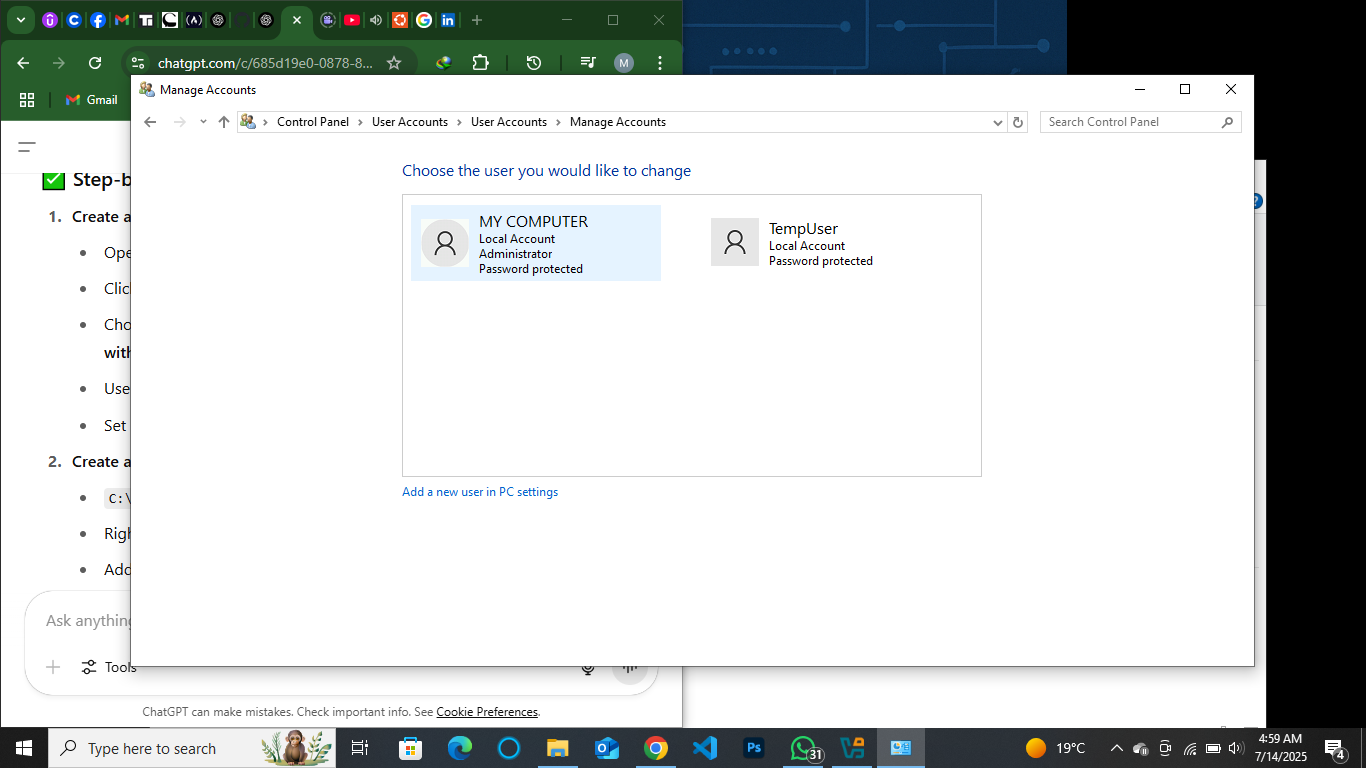 chatgpt.com/c/685d19e0-0878-8...
M
Gmail
Manage Accounts
Control Panel
User Accounts
User Accounts
Manage Accounts
Search Control Panel
Choose the user you would like to change
MY COMPUTER
Local Account
Administrator
Password protected
TempUser
Local Account
Password protected
Add a new user in PC settings
Step-b
1. Create a
Ope
Clic
Cho
with
Use
Set
2. Create a
C:\
Righ
Add
Ask anything
Tools
ChatGPT can make mistakes. Check important info. See Cookie Preferences.
Type here to search
Ps
31
19°C
4:59 AM
7/14/2025
4